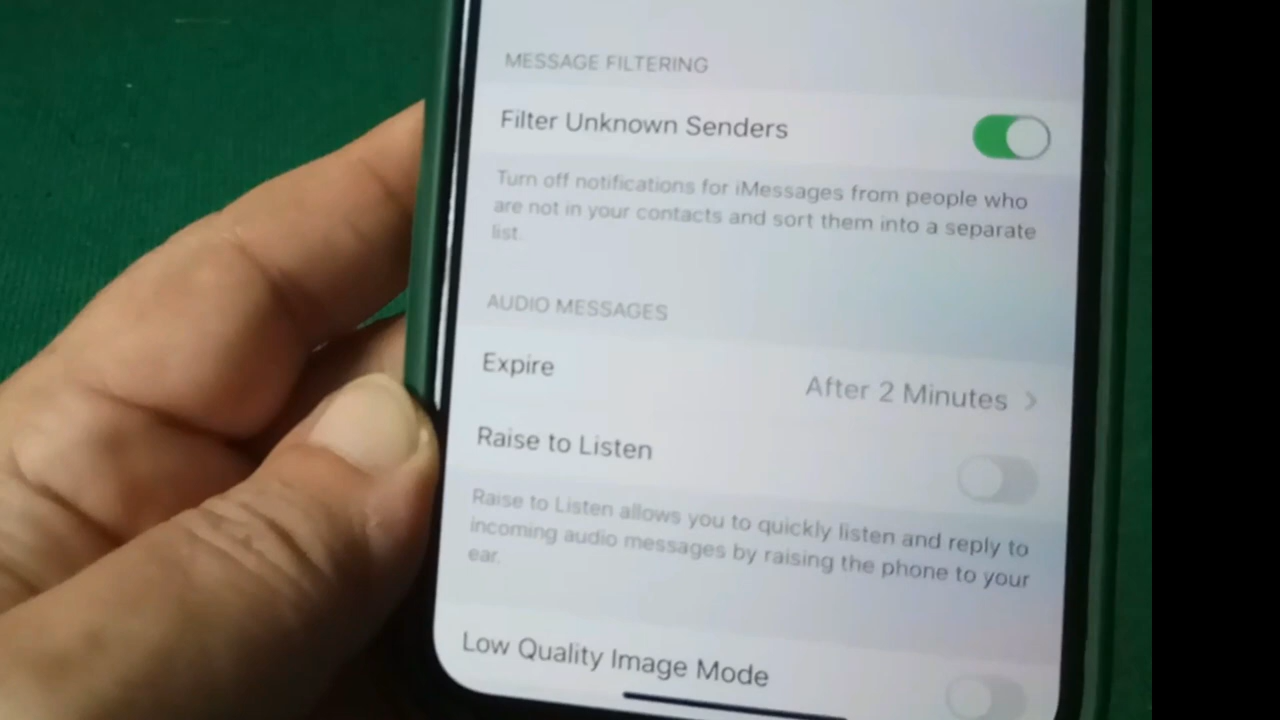 MESSAGE FILTERING
Filter Unknown Senders
Turn off notifications for iMessages from people who
are not in your contacts and sort them into a separate
list.
AUDIO MESSAGES
Expire
After 2 Minutes >
Raise to Listen
Raise to Listen allows you to quickly listen and reply to
incoming audio messages by raising the phone to your
ear.
Low Quality Image Mode